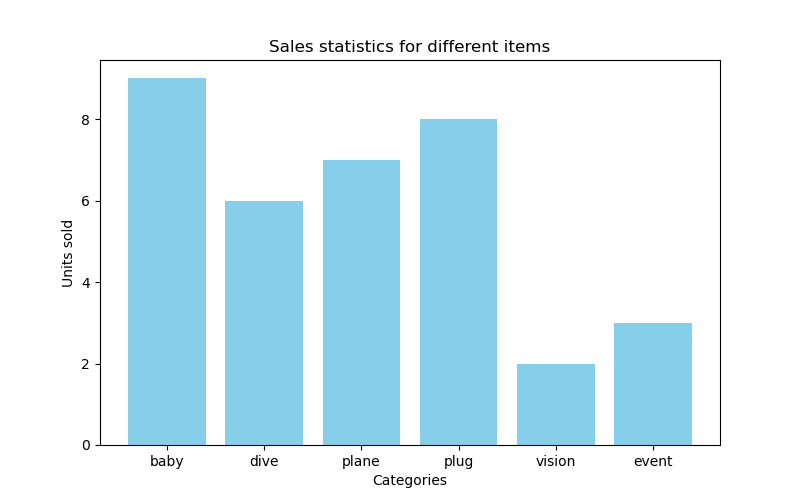 Sales statistics for different items
Units sold
8
6
4
2
0
baby dive plane plug vision event
Categories